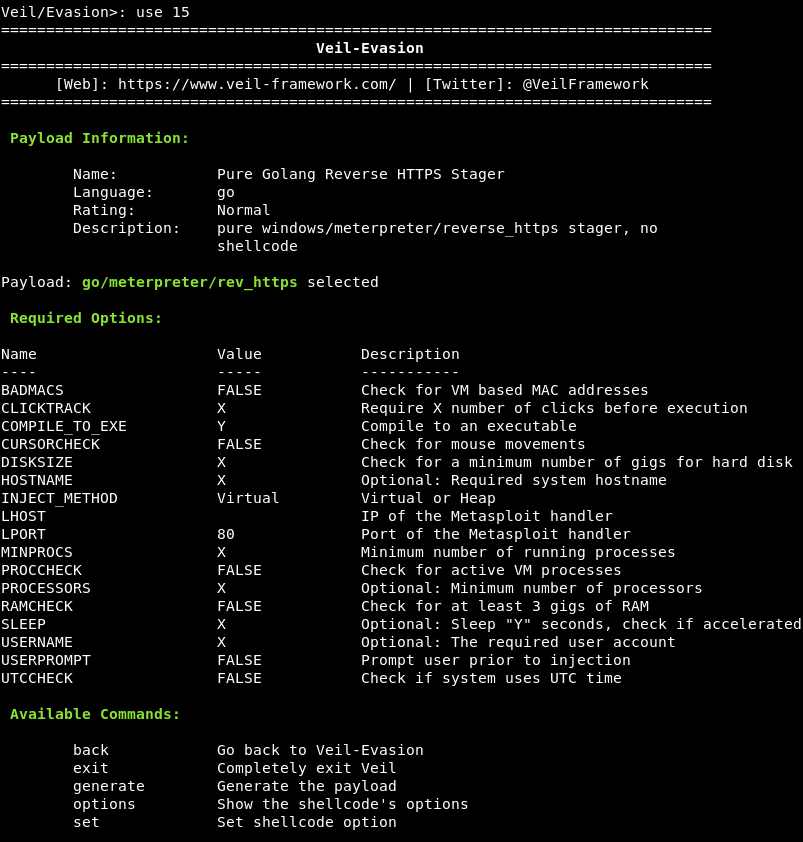 Veil/Evasion>: use 15
===============================================================================
Veil-Evasion
===============================================================================
[Web]: https://www.veil-framework.com/ | [Twitter]: @VeilFramework
===============================================================================
Payload Information:
Name: Pure Golang Reverse HTTPS Stager
Language: go
Rating: Normal
Description: pure windows/meterpreter/reverse_https stager, no
shellcode
Payload: go/meterpreter/rev_https selected
Required Options:
Name Value Description
---- ----- -----------
BADMACS FALSE Check for VM based MAC addresses
CLICKTRACK X Require X number of clicks before execution
COMPILE_TO_EXE Y Compile to an executable
CURSORCHECK FALSE Check for mouse movements
DISKSIZE X Check for a minimum number of gigs for hard disk
HOSTNAME X Optional: Required system hostname
INJECT_METHOD Virtual Virtual or Heap
LHOST IP of the Metasploit handler
LPORT 80 Port of the Metasploit handler
MINPROCS X Minimum number of running processes
PROCCHECK FALSE Check for active VM processes
PROCESSORS X Optional: Minimum number of processors
RAMCHECK FALSE Check for at least 3 gigs of RAM
SLEEP X Optional: Sleep "Y" seconds, check if accelerated
USERNAME X Optional: The required user account
USERPROMPT FALSE Prompt user prior to injection
UTCCHECK FALSE Check if system uses UTC time
Available Commands:
back Go back to Veil-Evasion
exit Completely exit Veil
generate Generate the payload
options Show the shellcode's options
set Set shellcode option